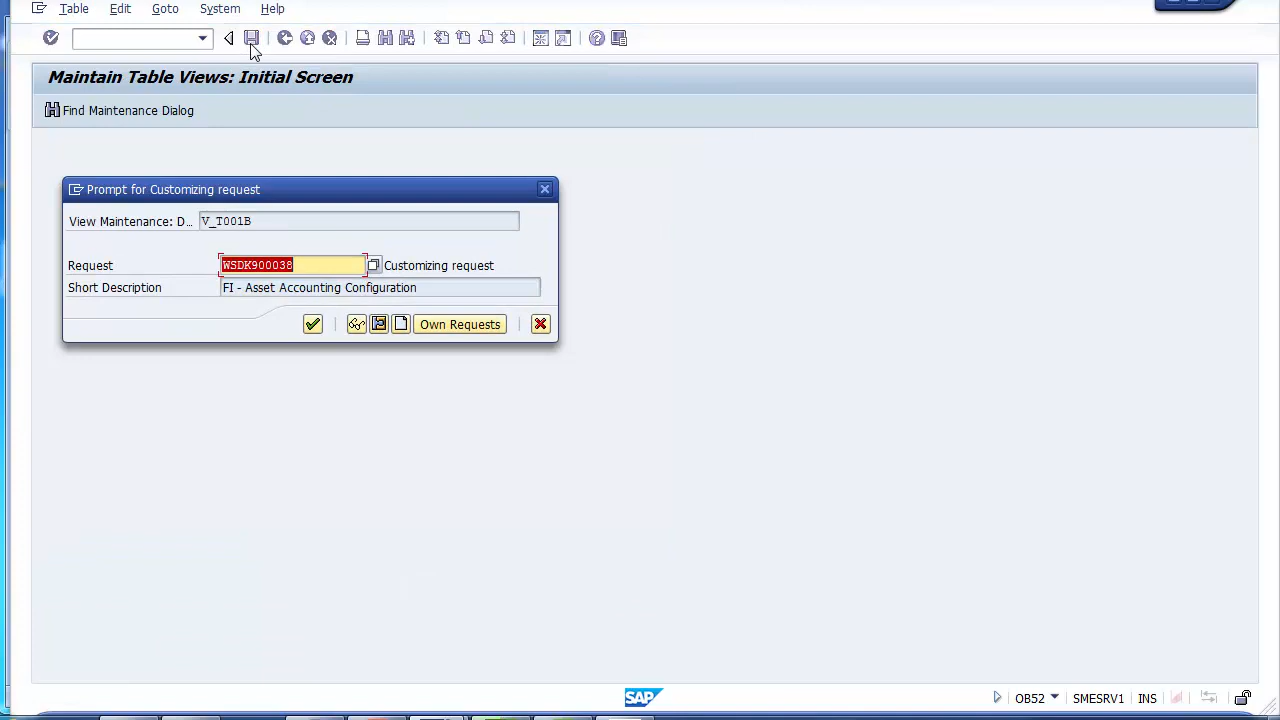 Table Edit Goto System Help
Maintain Table Views: Initial Screen
Find Maintenance Dialog
Prompt for Customizing request
View Maintenance: D... V_T001B
Request WSDK900038 Customizing request
Short Description FI - Asset Accounting Configuration
Own Requests
SAP OB52 SMESRV1 INS